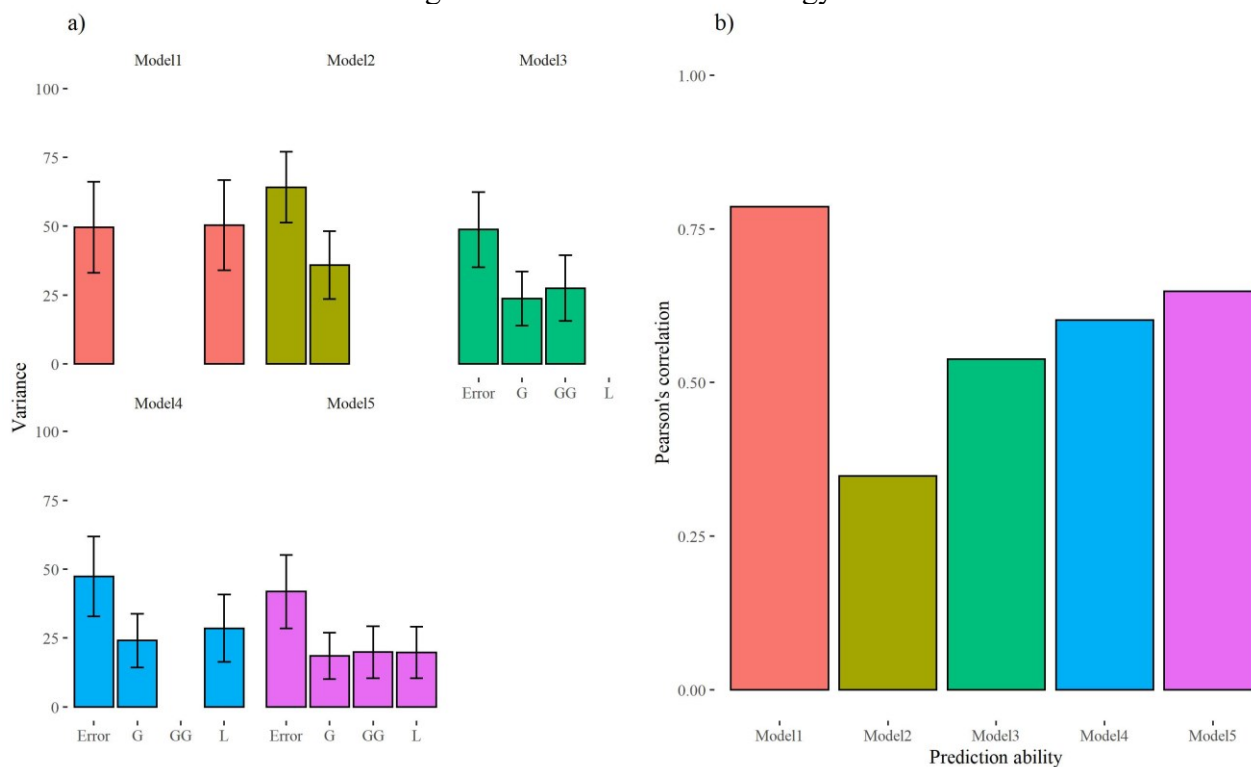 a)
Model1 Model2 Model3
100
75
50
25
0
Error G GG L
Model4 Model5
100
75
50
25
0
Error G GG L Error G GG L
Variance
b)
1.00
0.75
0.50
0.25
0.00
Pearson's correlation
Model1 Model2 Model3 Model4 Model5
Prediction ability